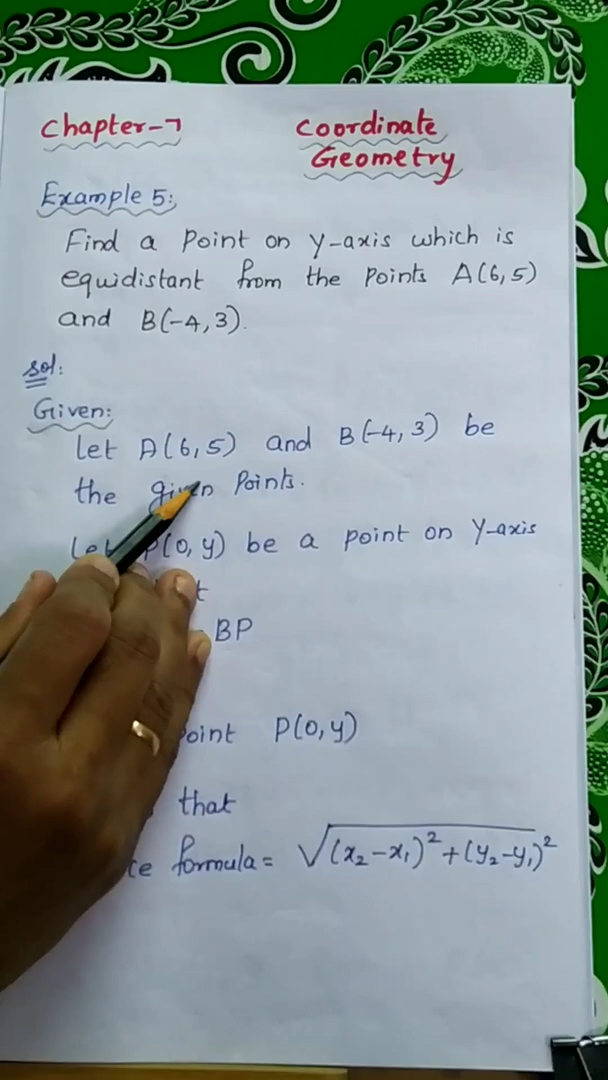 Chapter-7 Coordinate
Geometry
Example 5:
Find a Point on Y-axis which is
equidistant from the Points A(6,5)
and B(-4,3).
Sol:
Given:
Let A(6,5) and B(-4,3) be
the given Points.
Let P(0,y) be a point on Y-axis
BP
P(0,y)
that
formula = √(x₂-x₁)²+(y₂-y₁)²